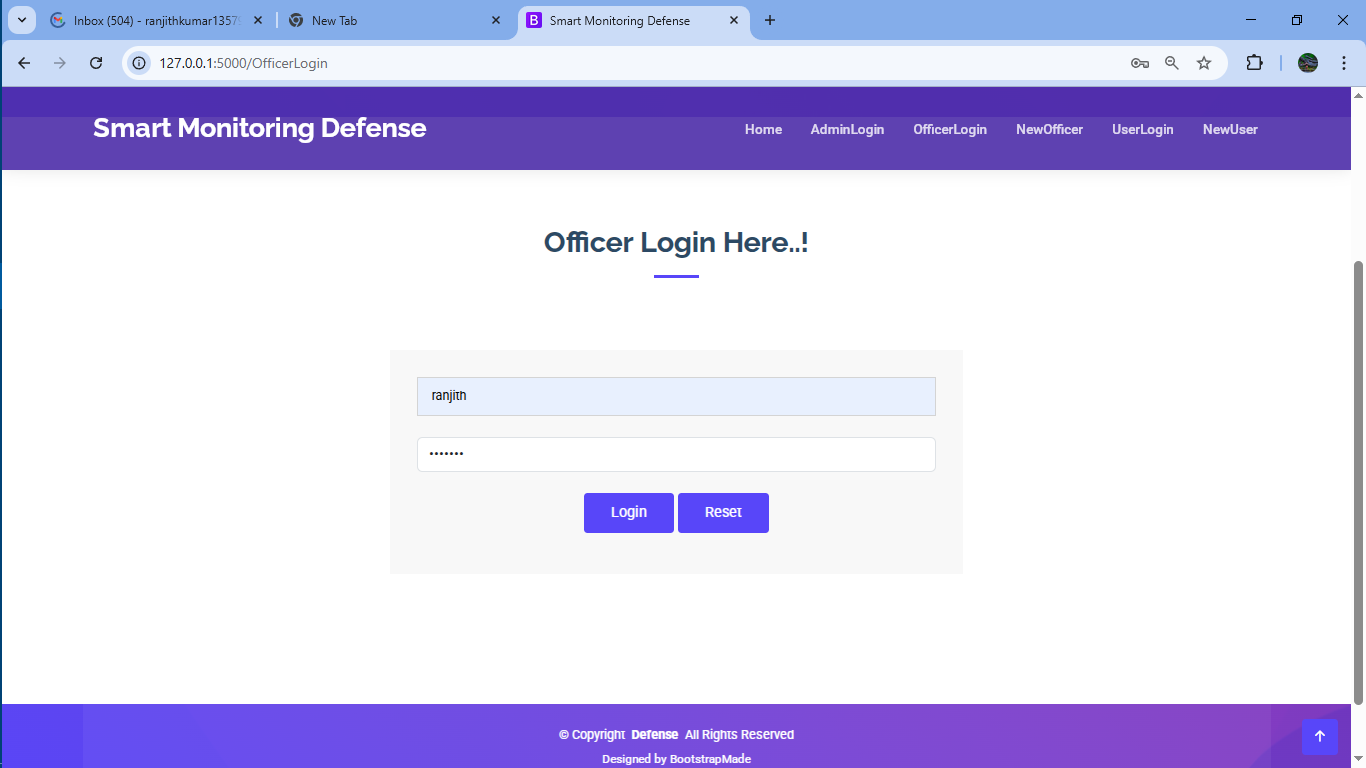 Inbox (504) - ranjithkumar1357
New Tab
Smart Monitoring Defense
127.0.0.1:5000/OfficerLogin
Smart Monitoring Defense
Home AdminLogin OfficerLogin NewOfficer UserLogin NewUser
Officer Login Here..!
ranjith
•••••••
Login Reset
© Copyright Defense All Rights Reserved
Designed by BootstrapMade